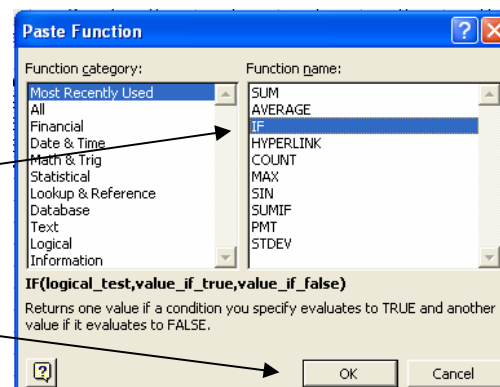 Paste Function
Function category:
Function name:
Most Recently Used
All
Financial
Date & Time
Math & Trig
Statistical
Lookup & Reference
Database
Text
Logical
Information
SUM
AVERAGE
IF
HYPERLINK
COUNT
MAX
SIN
SUMIF
PMT
STDEV
IF(logical_test,value_if_true,value_if_false)
Returns one value if a condition you specify evaluates to TRUE and another
value if it evaluates to FALSE.
OK
Cancel